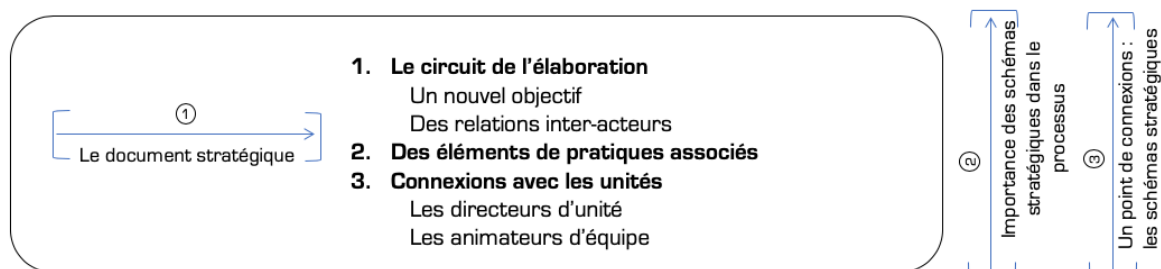 ①
Le document stratégique
1. Le circuit de l'élaboration
Un nouvel objectif
Des relations inter-acteurs
2. Des éléments de pratiques associés
3. Connexions avec les unités
Les directeurs d'unité
Les animateurs d'équipe
②
Importance des schémas
stratégiques dans le
processus
③
Un point de connexions :
les schémas stratégiques